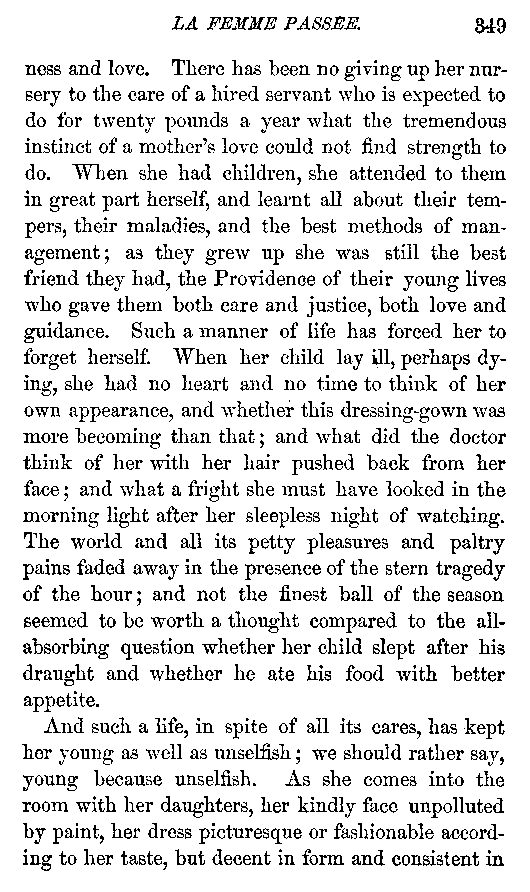 LA FEMME PASSÉE. 349
ness and love. There has been no giving up her nur-
sery to the care of a hired servant who is expected to
do for twenty pounds a year what the tremendous
instinct of a mother's love could not find strength to
do. When she had children, she attended to them
in great part herself, and learnt all about their tem-
pers, their maladies, and the best methods of man-
agement; as they grew up she was still the best
friend they had, the Providence of their young lives
who gave them both care and justice, both love and
guidance. Such a manner of life has forced her to
forget herself. When her child lay ill, perhaps dy-
ing, she had no heart and no time to think of her
own appearance, and whether this dressing-gown was
more becoming than that; and what did the doctor
think of her with her hair pushed back from her
face; and what a fright she must have looked in the
morning light after her sleepless night of watching.
The world and all its petty pleasures and paltry
pains faded away in the presence of the stern tragedy
of the hour; and not the finest ball of the season
seemed to be worth a thought compared to the all-
absorbing question whether her child slept after his
draught and whether he ate his food with better
appetite.
And such a life, in spite of all its cares, has kept
her young as well as unselfish; we should rather say,
young because unselfish. As she comes into the
room with her daughters, her kindly face unpolluted
by paint, her dress picturesque or fashionable accord-
ing to her taste, but decent in form and consistent in